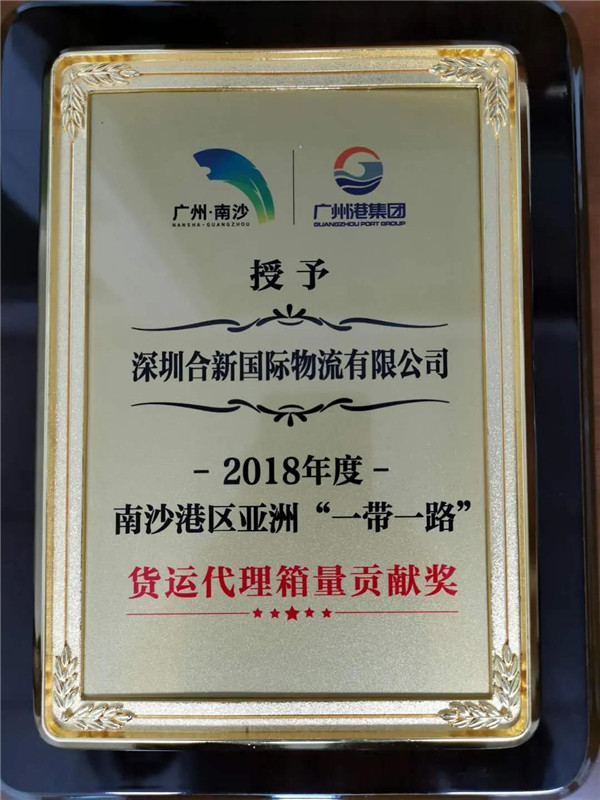 广州·南沙
NANSHA·GUANGZHOU
广州港集团
GUANGZHOU PORT GROUP
授予
深圳合新国际物流有限公司
- 2018年度 -
南沙港区亚洲“一带一路”
货运代理箱量贡献奖